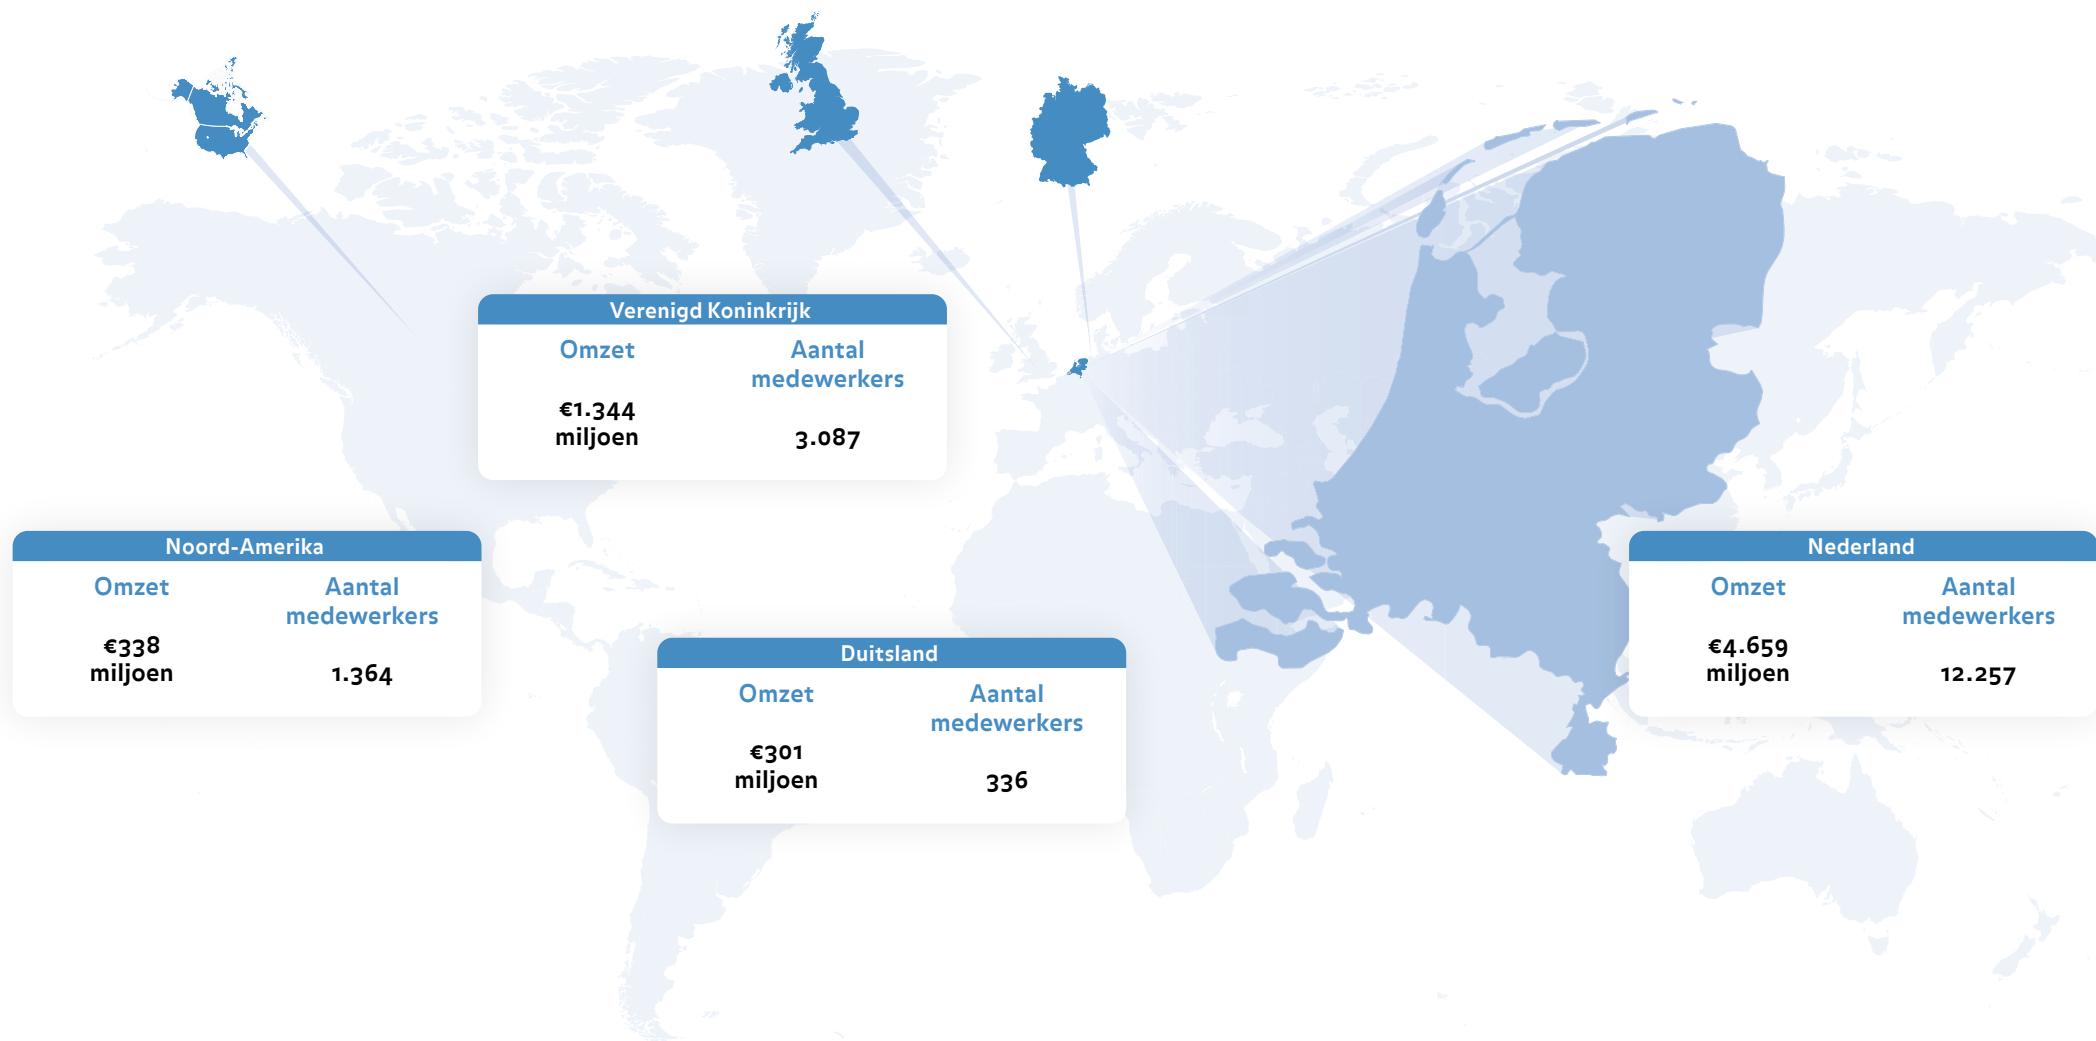 Verenigd Koninkrijk
Omzet
Aantal
medewerkers
€1.344
miljoen
3.087
Noord-Amerika
Omzet
Aantal
medewerkers
€338
miljoen
1.364
Nederland
Omzet
Aantal
medewerkers
€4.659
miljoen
12.257
Duitsland
Omzet
Aantal
medewerkers
€301
miljoen
336